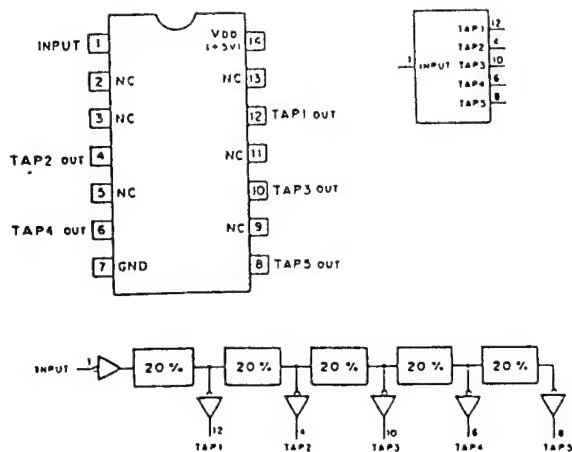 INPUT 1
VDD 14
(+5V)
2 NC
NC 13
3 NC
12 TAP1 OUT
TAP2 OUT 4
NC 11
5 NC
10 TAP3 OUT
TAP4 OUT 6
NC 9
7 GND
8 TAP5 OUT
1 INPUT
TAP1 12
TAP2 4
TAP3 10
TAP4 6
TAP5 8
INPUT 1
20% 20% 20% 20% 20%
12 4 10 6 8
TAP1 TAP2 TAP3 TAP4 TAP5